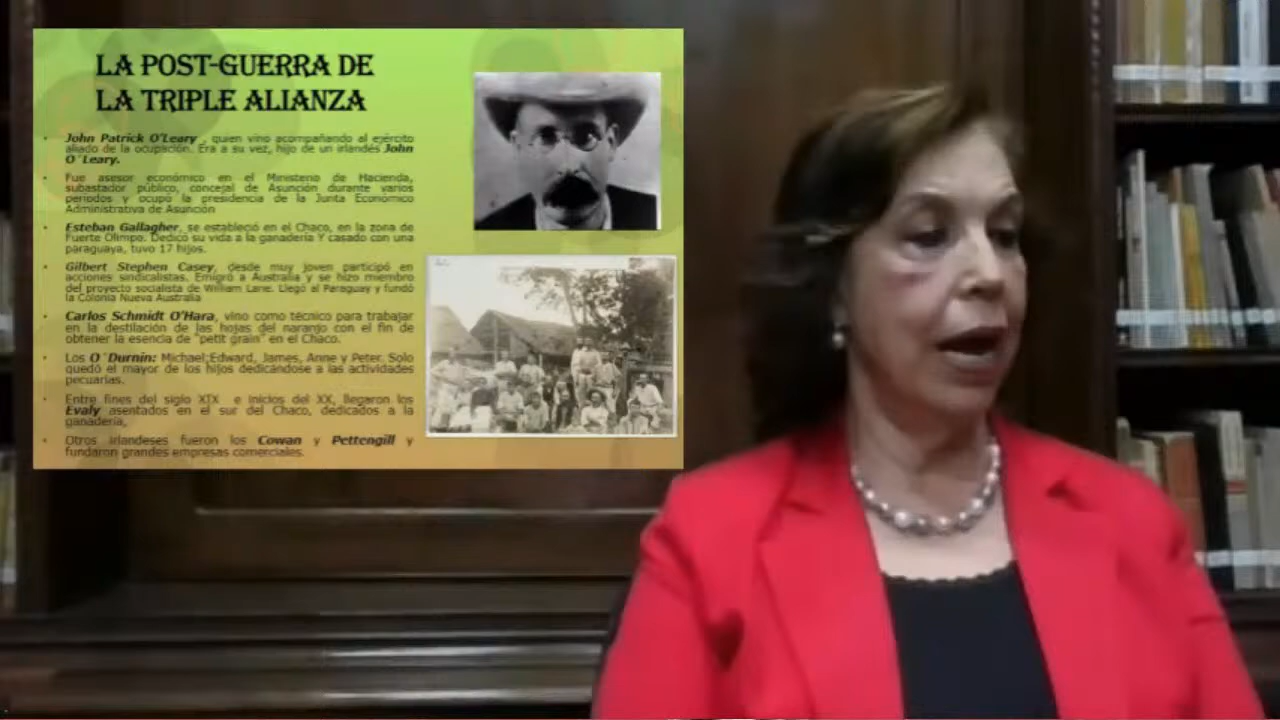 LA POST-GUERRA DE
LA TRIPLE ALIANZA
John Patrick O'Leary , quien vino acompañando al ejército
aliado de la ocupación. Era a su vez, hijo de un irlandés John
O´Leary.
Fue asesor económico en el Ministerio de Hacienda,
subastador público, concejal de Asunción durante varios
periodos y ocupó la presidencia de la Junta Económico
Administrativa de Asunción
Esteban Gallagher, se estableció en el Chaco, en la zona de
Fuerte Olimpo. Dedicó su vida a la ganadería Y casado con una
paraguaya, tuvo 17 hijos.
Gilbert Stephen Casey, desde muy joven participó en
acciones sindicalistas. Emigró a Australia y se hizo miembro
del proyecto socialista de William Lane. Llegó al Paraguay y fundó
la Colonia Nueva Australia
Carlos Schmidt O'Hara, vino como técnico para trabajar
en la destilación de las hojas del naranjo con el fin de
obtener la esencia de "petit grain" en el Chaco.
Los O´Durnin: Michael;Edward, James, Anne y Peter. Solo
quedó el mayor de los hijos dedicándose a las actividades
pecuarias.
Entre fines del siglo XIX e inicios del XX, llegaron los
Evaly asentados en el sur del Chaco, dedicados a la
ganadería,
Otros irlandeses fueron los Cowan y Pettengill y
fundaron grandes empresas comerciales.